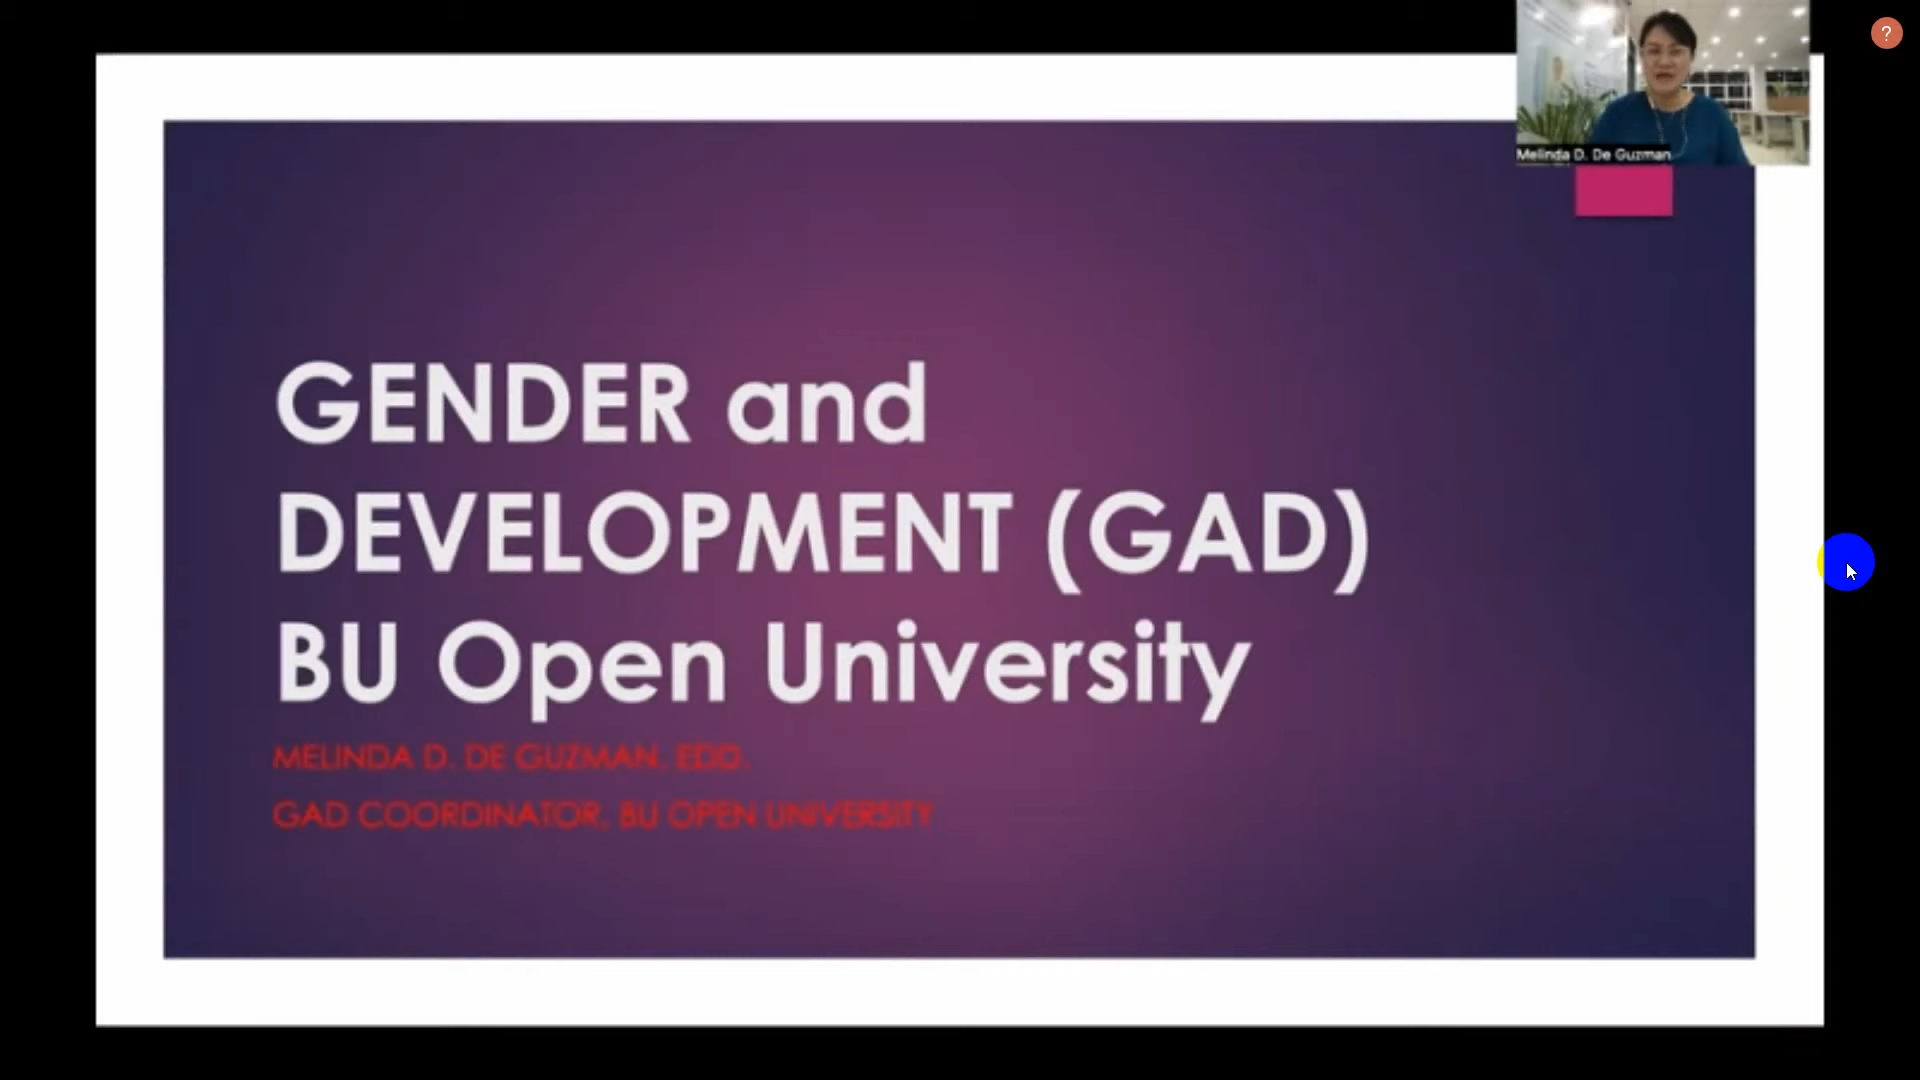 ?
Melinda D. De Guzman
GENDER and
DEVELOPMENT (GAD)
BU Open University
MELINDA D. DE GUZMAN, EDD.
GAD COORDINATOR, BU OPEN UNIVERSITY